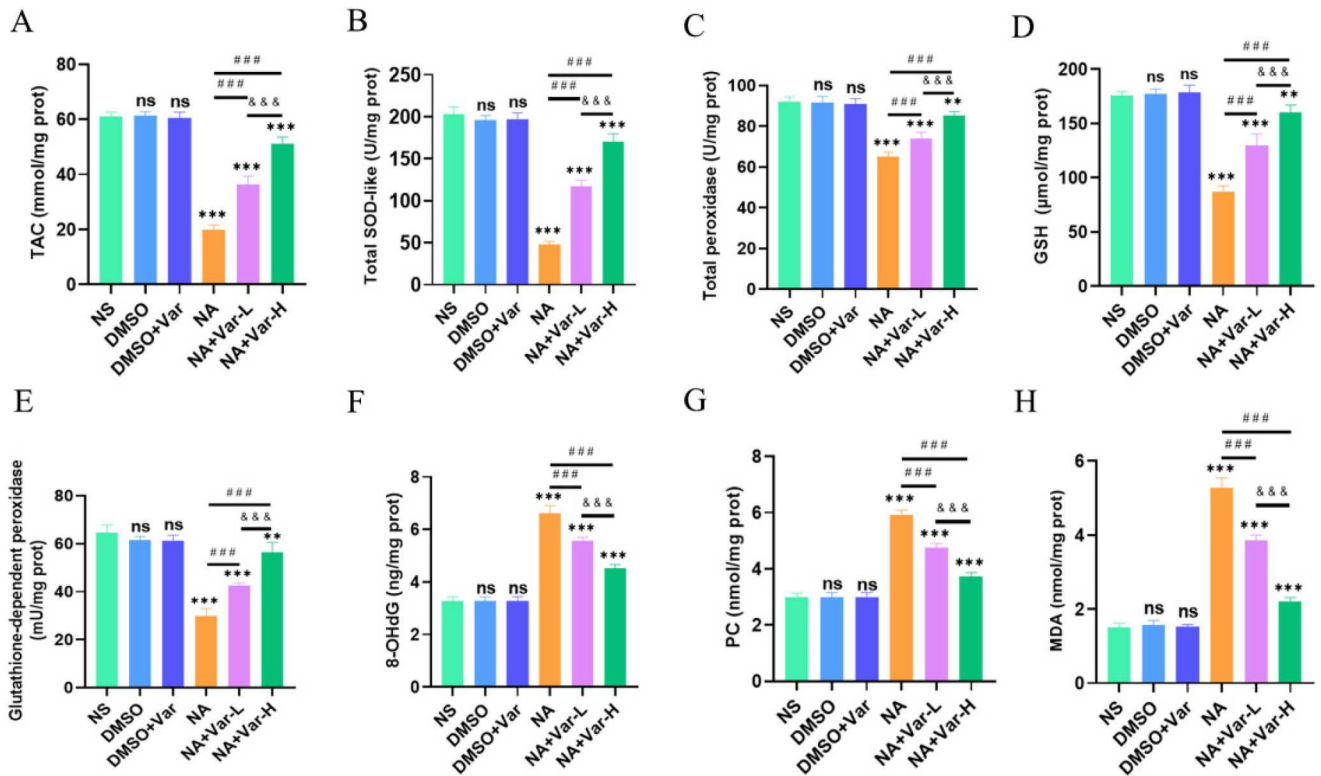 A
TAC (mmol/mg prot)
80
60
40
20
0
ns
ns
***
***
***
###
###
&&&
NS
DMSO
DMSO+Var
NA
NA+Var-L
NA+Var-H
B
Total SOD-like (U/mg prot)
250
200
150
100
50
0
ns
ns
***
***
***
###
###
&&&
NS
DMSO
DMSO+Var
NA
NA+Var-L
NA+Var-H
C
Total peroxidase (U/mg prot)
100
80
60
40
20
0
ns
ns
***
***
**
###
###
&&&
NS
DMSO
DMSO+Var
NA
NA+Var-L
NA+Var-H
D
GSH (μmol/mg prot)
200
150
100
50
0
ns
ns
***
***
**
###
###
&&&
NS
DMSO
DMSO+Var
NA
NA+Var-L
NA+Var-H
E
Glutathione-dependent peroxidase
(mU/mg prot)
80
60
40
20
0
ns
ns
***
***
**
###
###
&&&
NS
DMSO
DMSO+Var
NA
NA+Var-L
NA+Var-H
F
8-OHdG (ng/mg prot)
8
6
4
2
0
ns
ns
***
***
***
###
###
&&&
NS
DMSO
DMSO+Var
NA
NA+Var-L
NA+Var-H
G
PC (nmol/mg prot)
8
6
4
2
0
ns
ns
***
***
***
###
###
&&&
NS
DMSO
DMSO+Var
NA
NA+Var-L
NA+Var-H
H
MDA (nmol/mg prot)
6
4
2
0
ns
ns
***
***
***
###
###
&&&
NS
DMSO
DMSO+Var
NA
NA+Var-L
NA+Var-H